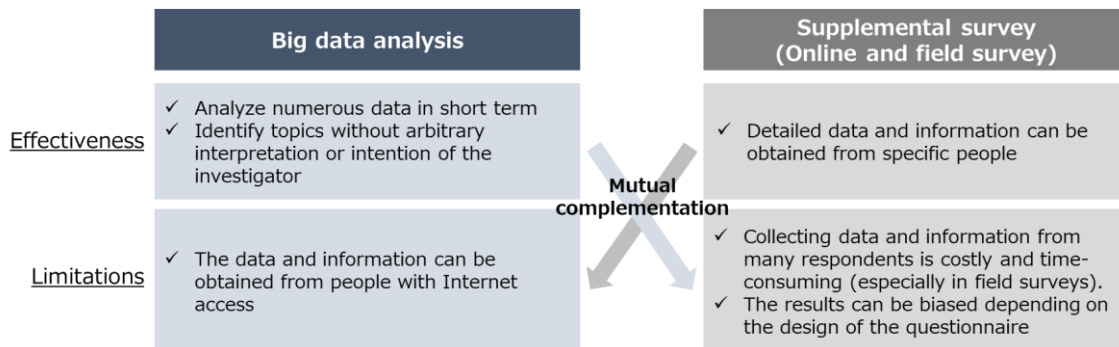 Big data analysis
Supplemental survey
(Online and field survey)
Effectiveness
✓ Analyze numerous data in short term
✓ Identify topics without arbitrary
interpretation or intention of the
investigator
✓ Detailed data and information can be
obtained from specific people
Mutual
complementation
Limitations
✓ The data and information can be
obtained from people with Internet
access
✓ Collecting data and information from
many respondents is costly and time-
consuming (especially in field surveys).
✓ The results can be biased depending on
the design of the questionnaire